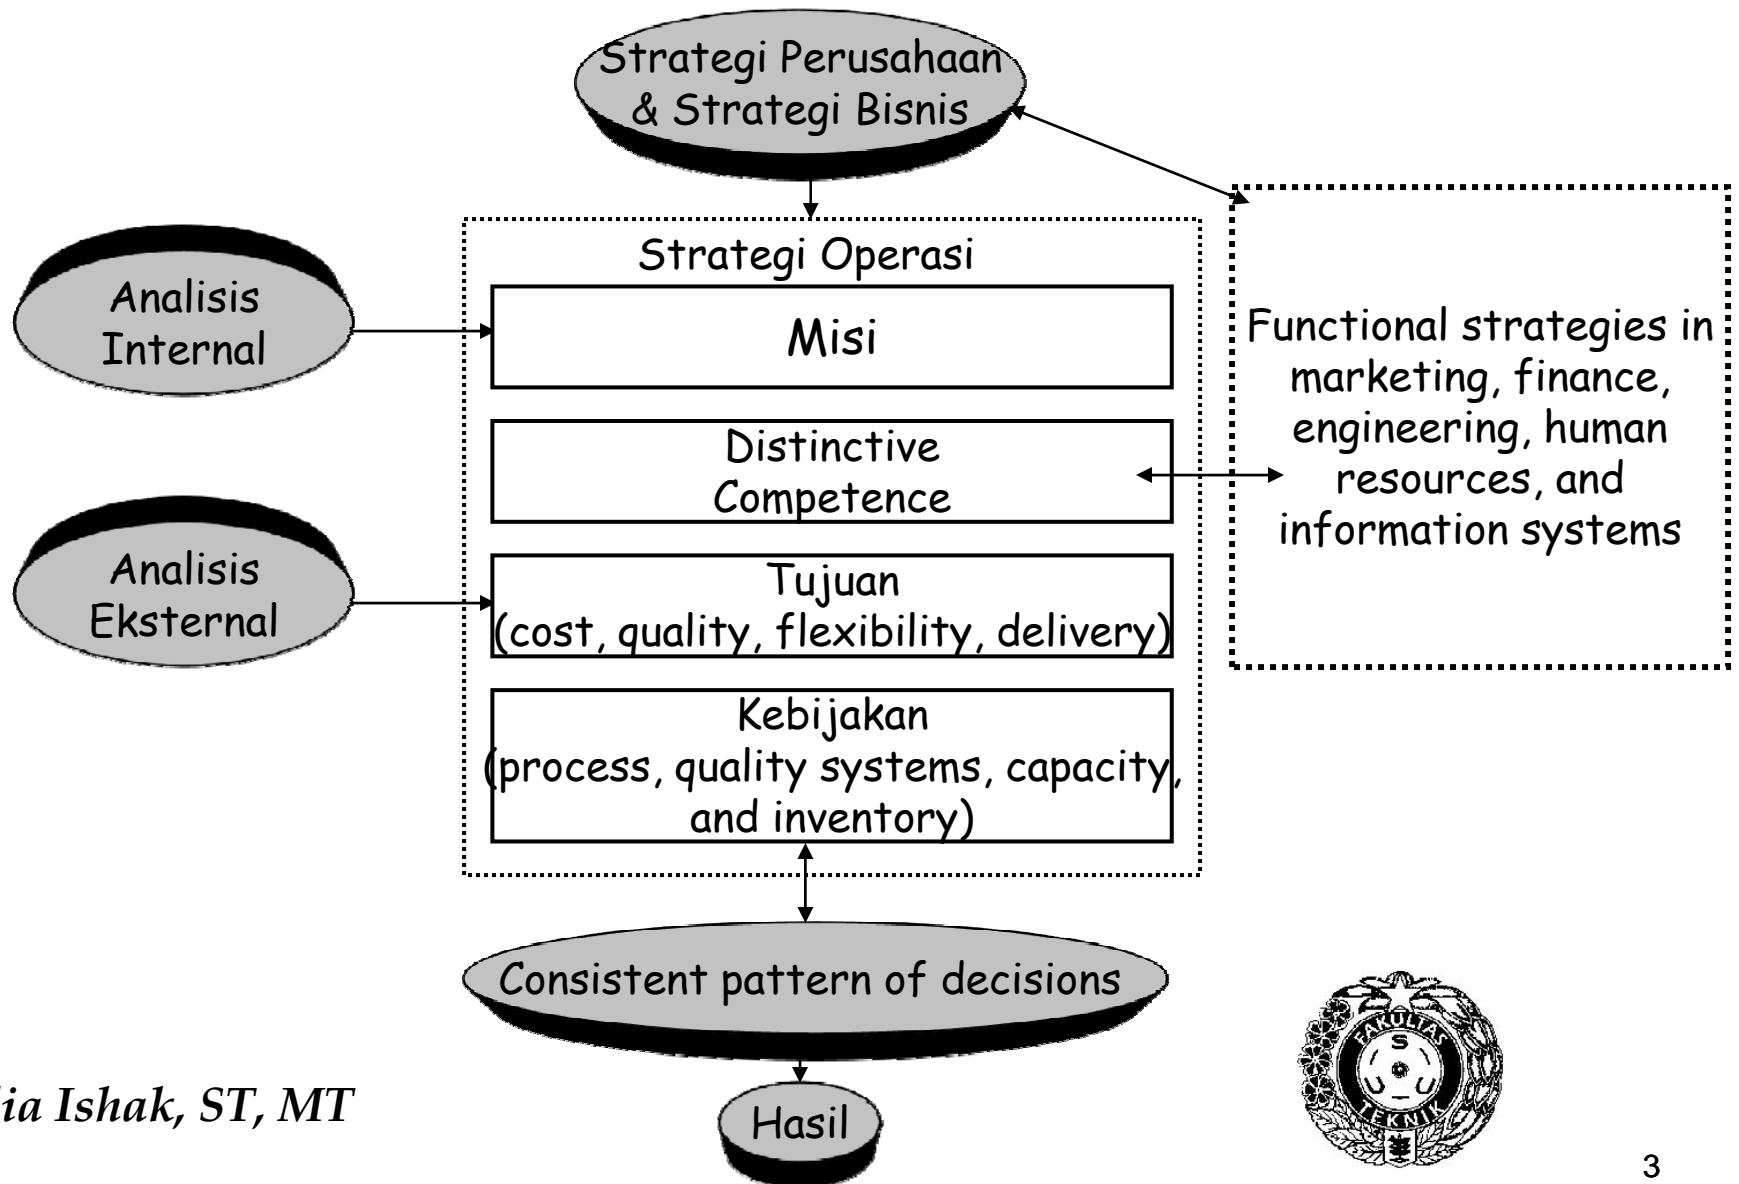 Strategi Perusahaan
& Strategi Bisnis
Strategi Operasi
Analisis
Internal
Misi
Distinctive
Competence
Functional strategies in
marketing, finance,
engineering, human
resources, and
information systems
Analisis
Eksternal
Tujuan
(cost, quality, flexibility, delivery)
Kebijakan
(process, quality systems, capacity,
and inventory)
Consistent pattern of decisions
Hasil
Ishak, ST, MT
FAKULTAS
S
U U
TEKNIK
3